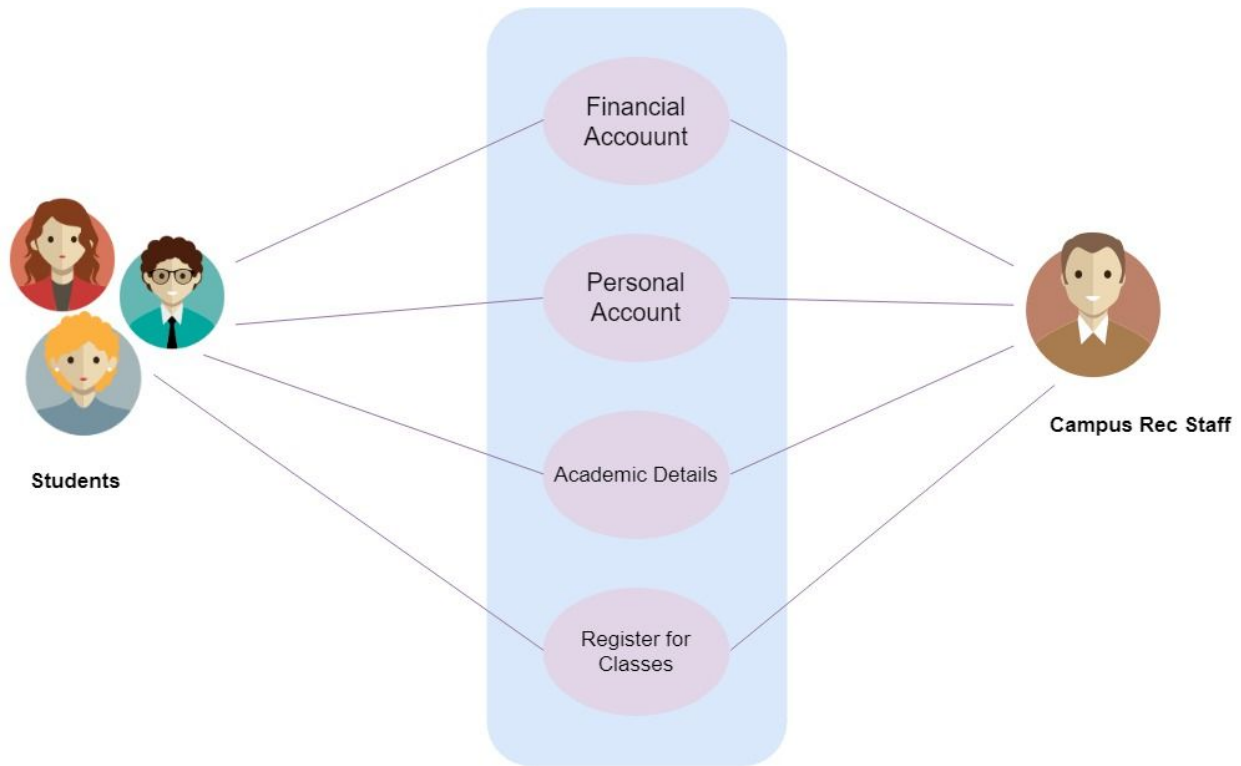 Financial
Accouunt
Personal
Account
Academic Details
Register for
Classes
Students
Campus Rec Staff